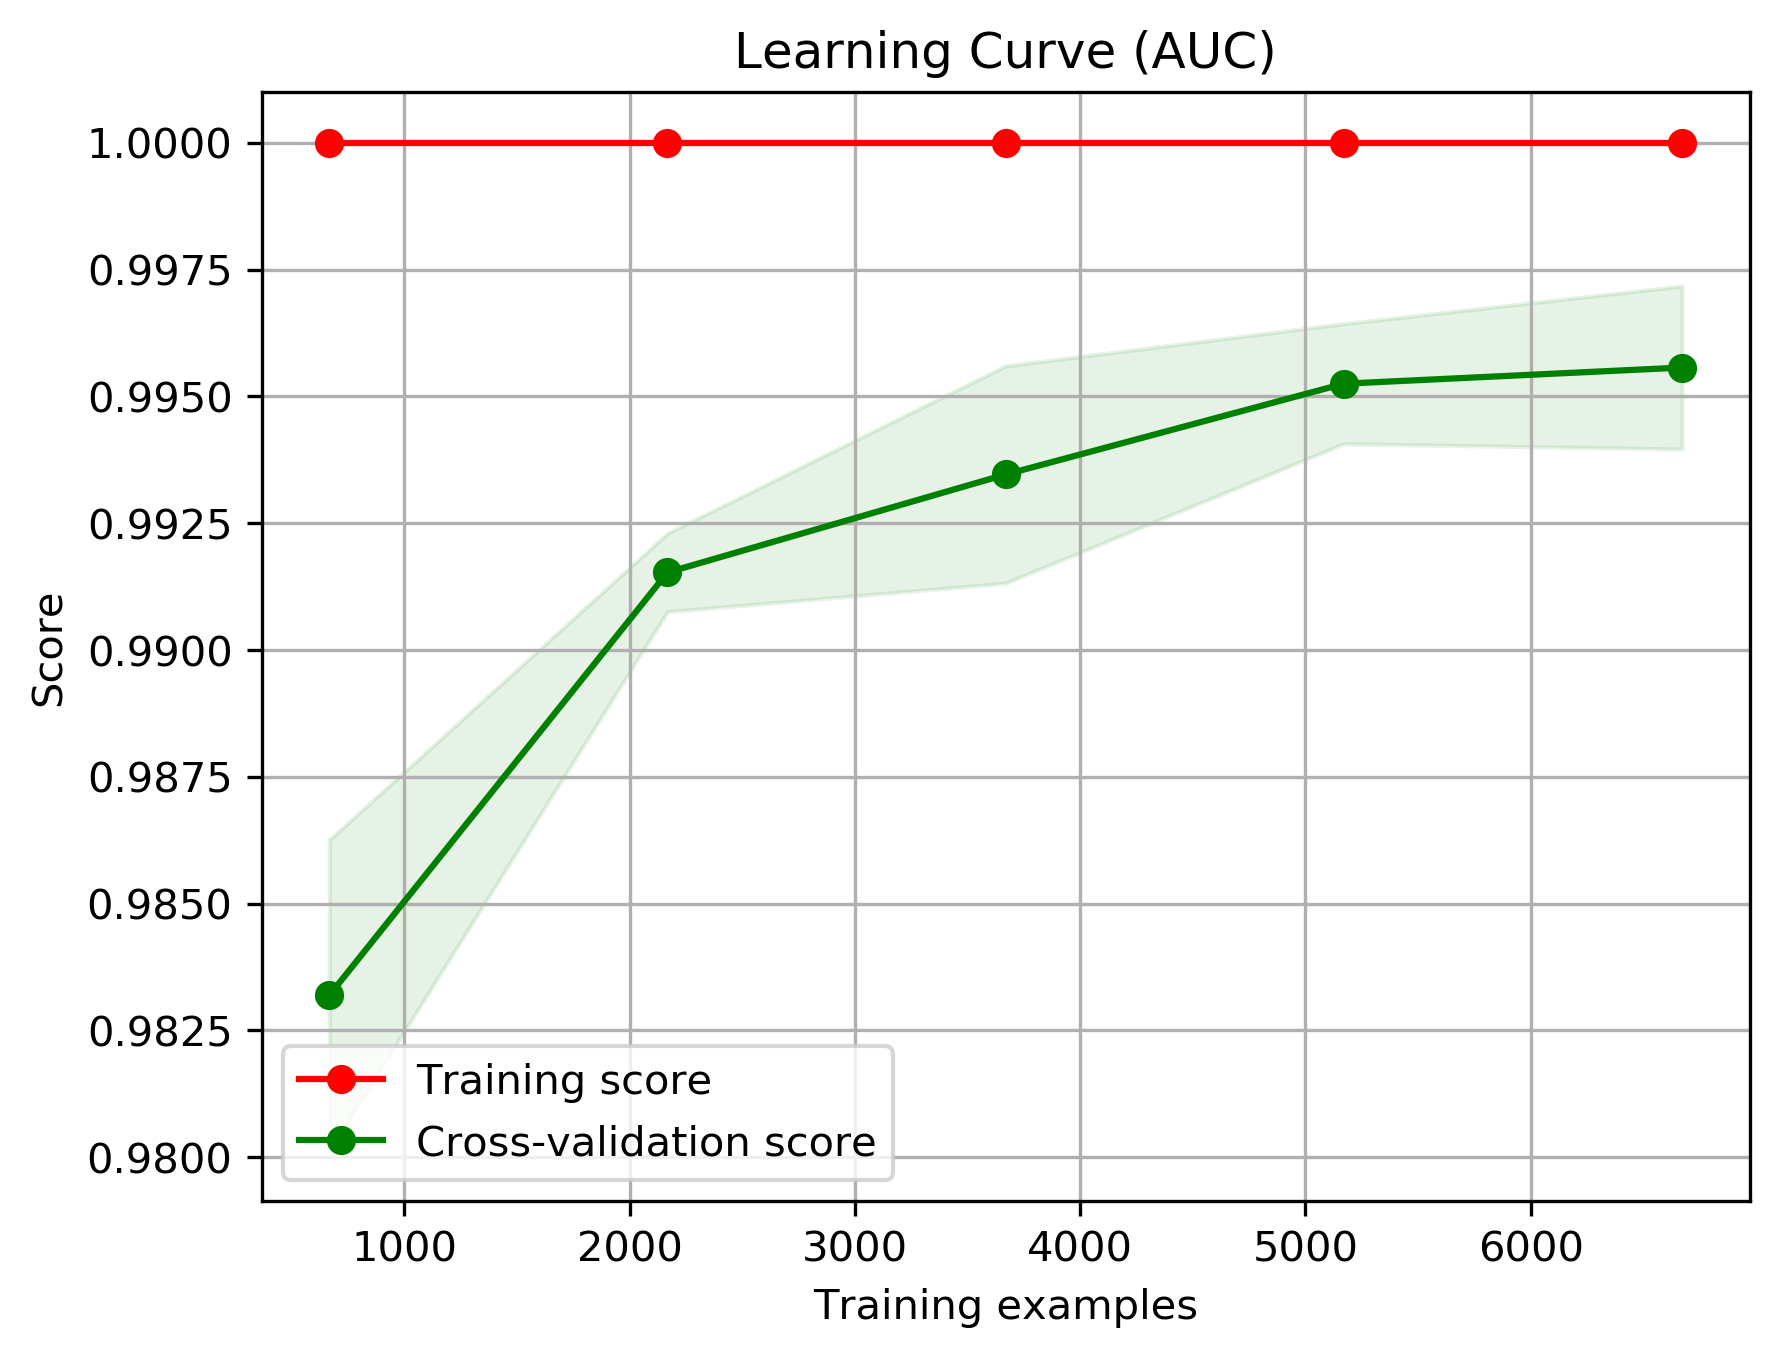 Learning Curve (AUC)
1.0000
0.9975
0.9950
0.9925
0.9900
0.9875
0.9850
0.9825
0.9800
Score
Training score
Cross-validation score
1000 2000 3000 4000 5000 6000
Training examples